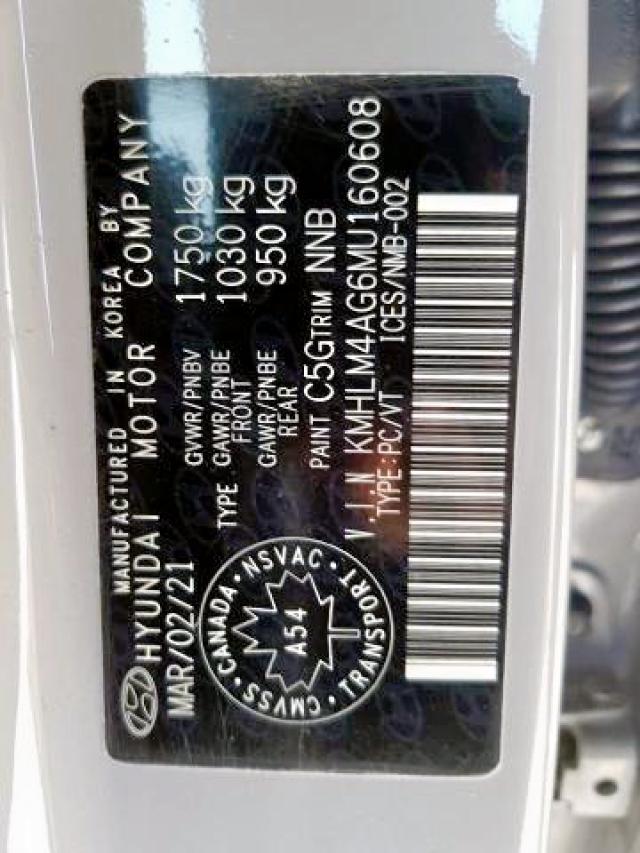 MANUFACTURED IN KOREA BY
HYUNDAI MOTOR COMPANY
MAR/02/21
GVWR/PNBV 1750 kg
TYPE GAWR/PNBE FRONT 1030 kg
GAWR/PNBE REAR 950 kg
PAINT C5G TRIM NNB
V.I.N KMHLM4AG6MU160608
TYPE:PC/VT ICES/NMB-002
CANADA · NSVAC ·
A54
CMVSS · TRANSPORT